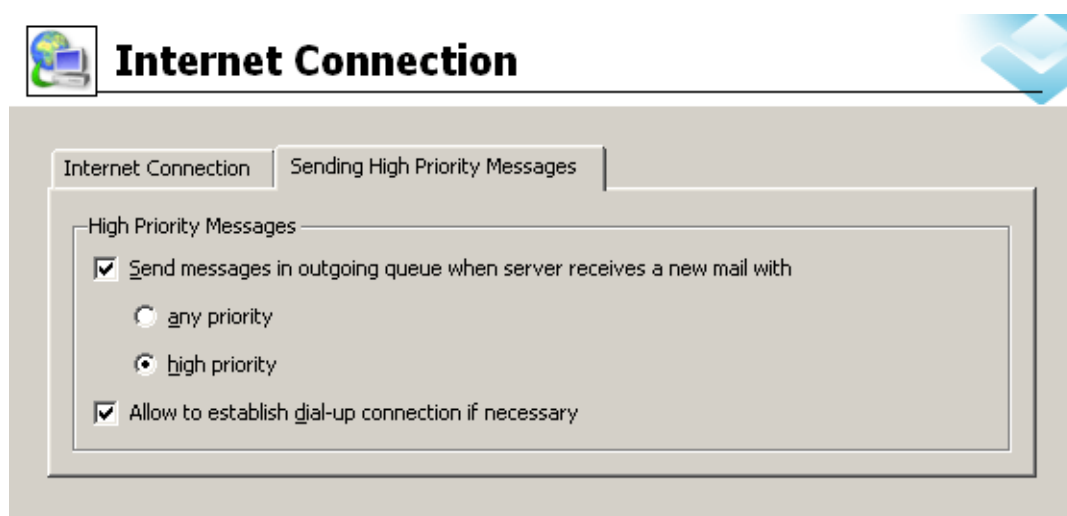 Internet Connection
Internet Connection
Sending High Priority Messages
High Priority Messages
Send messages in outgoing queue when server receives a new mail with
any priority
high priority
Allow to establish dial-up connection if necessary